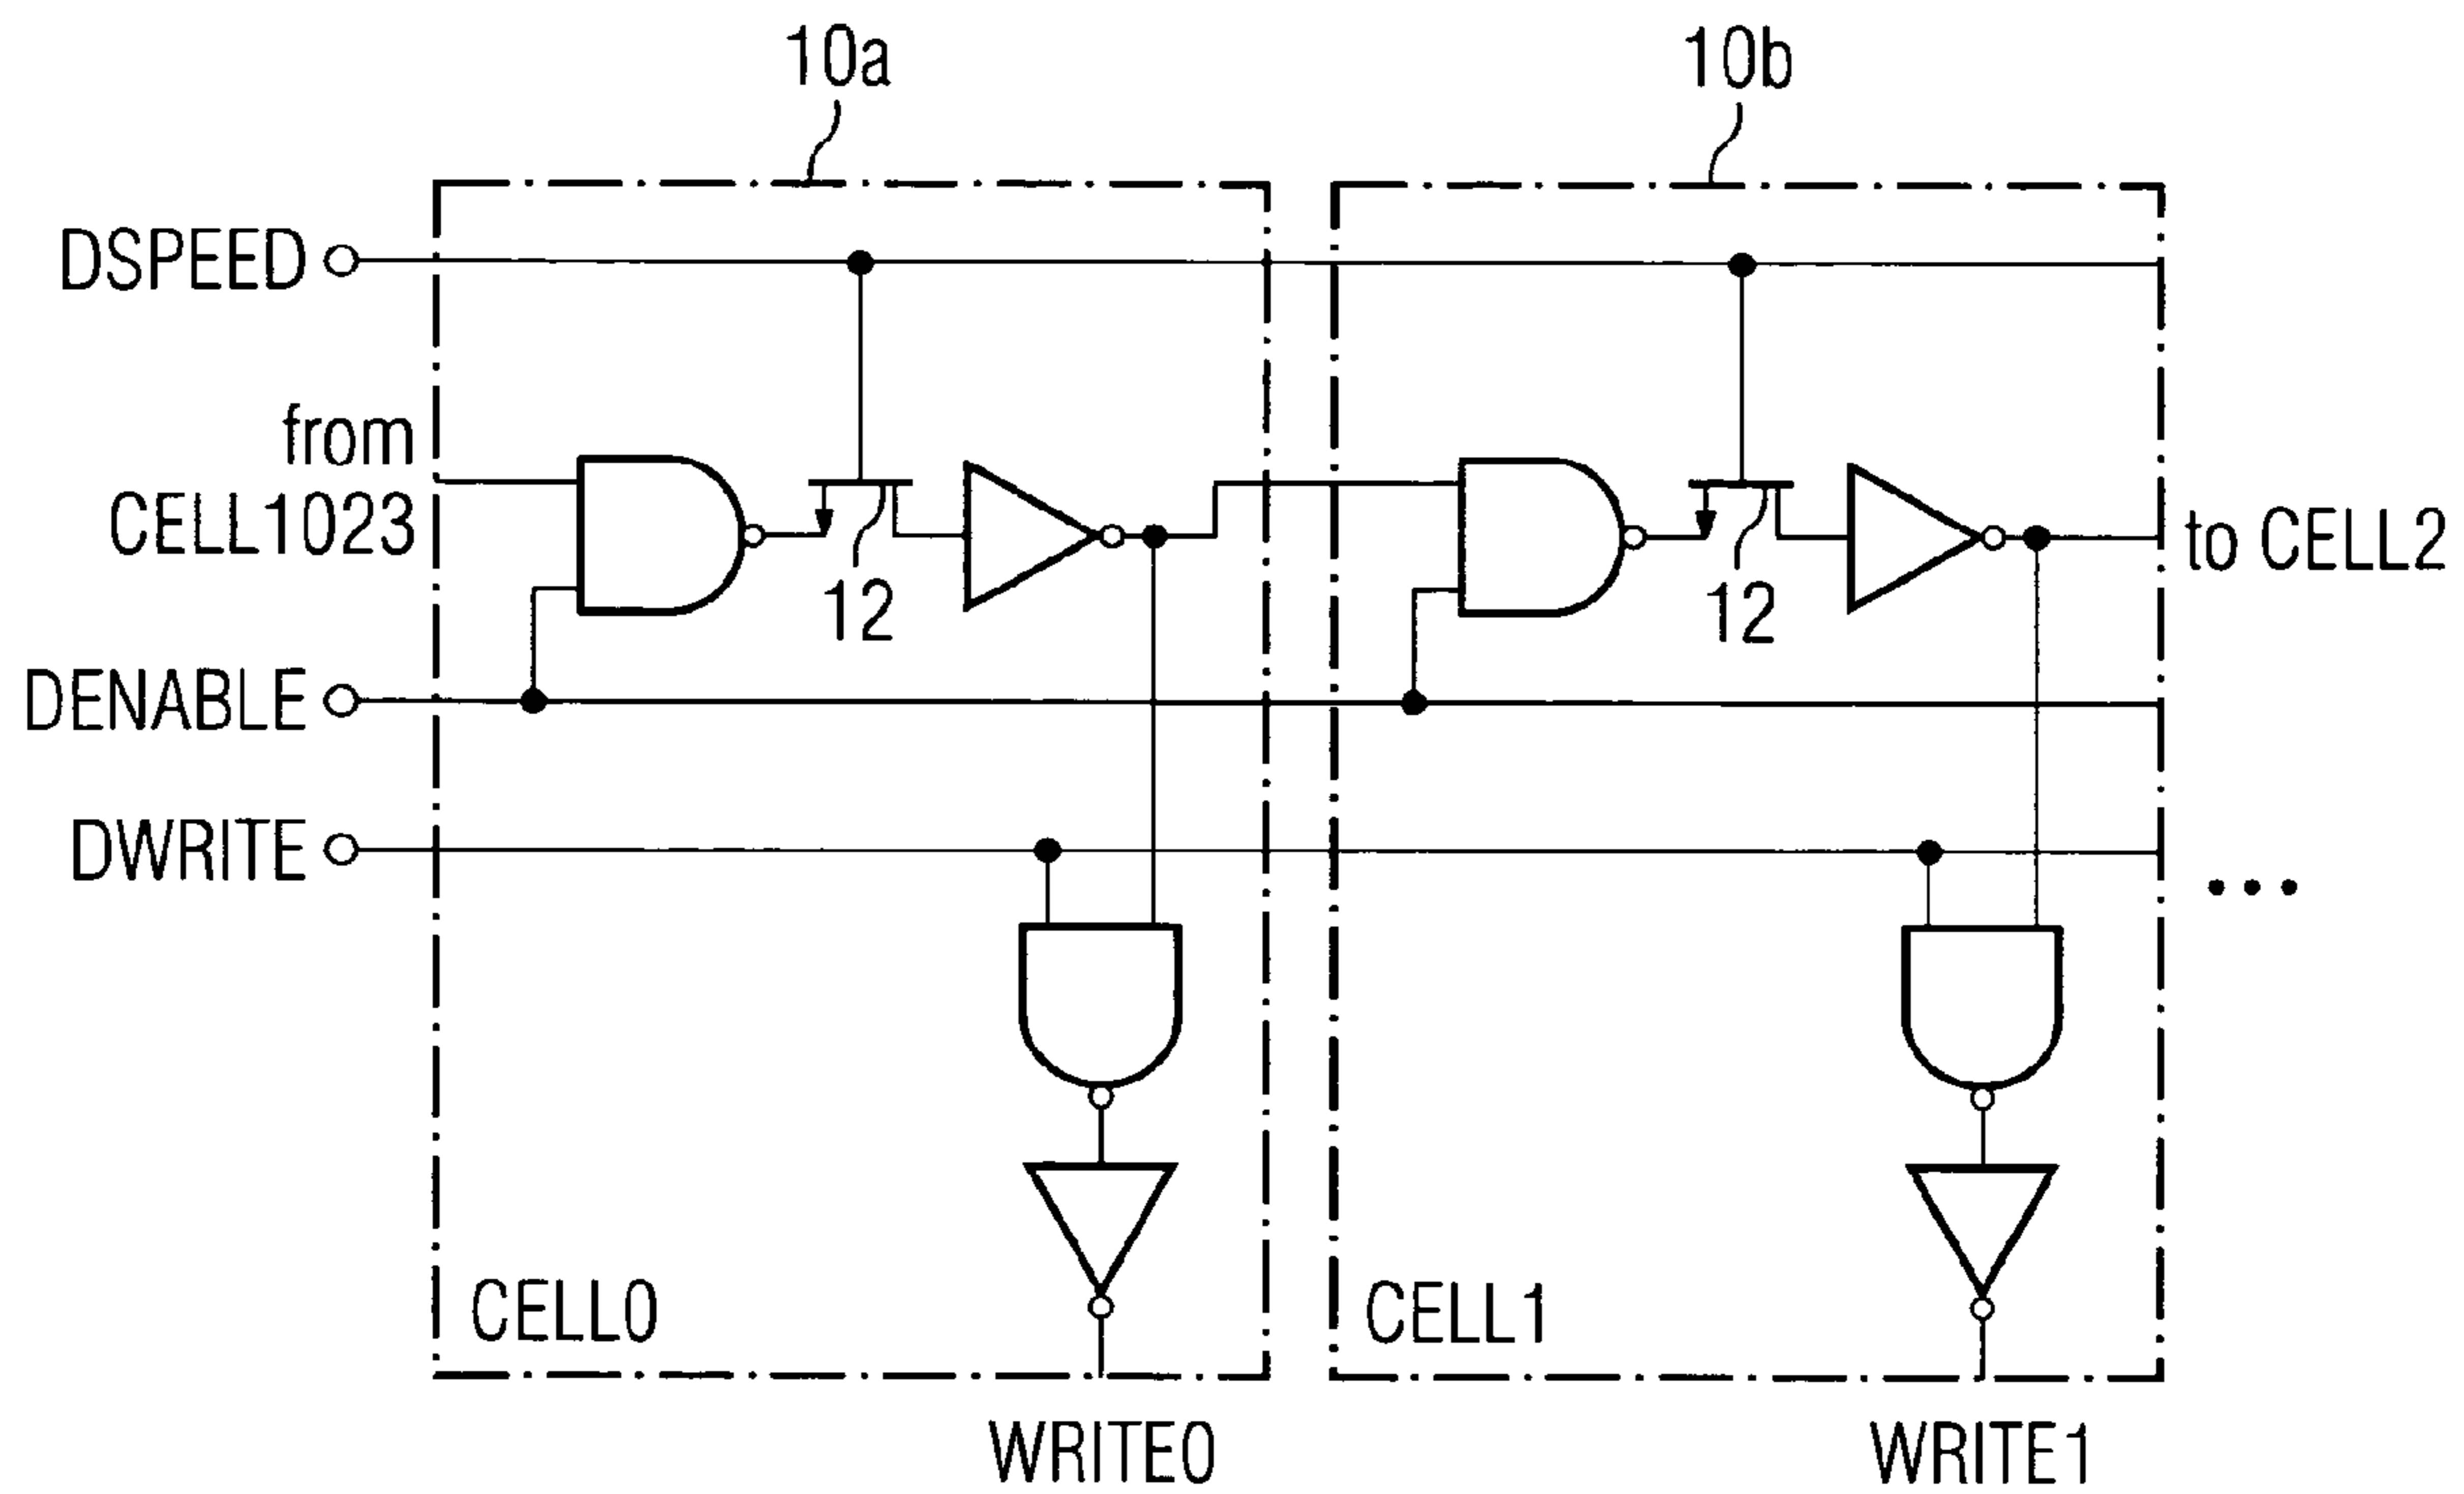 10a
10b
DSPEED
from
CELL1023
12
12
to CELL2
DENABLE
DWRITE
CELL0
CELL1
WRITE0
WRITE1